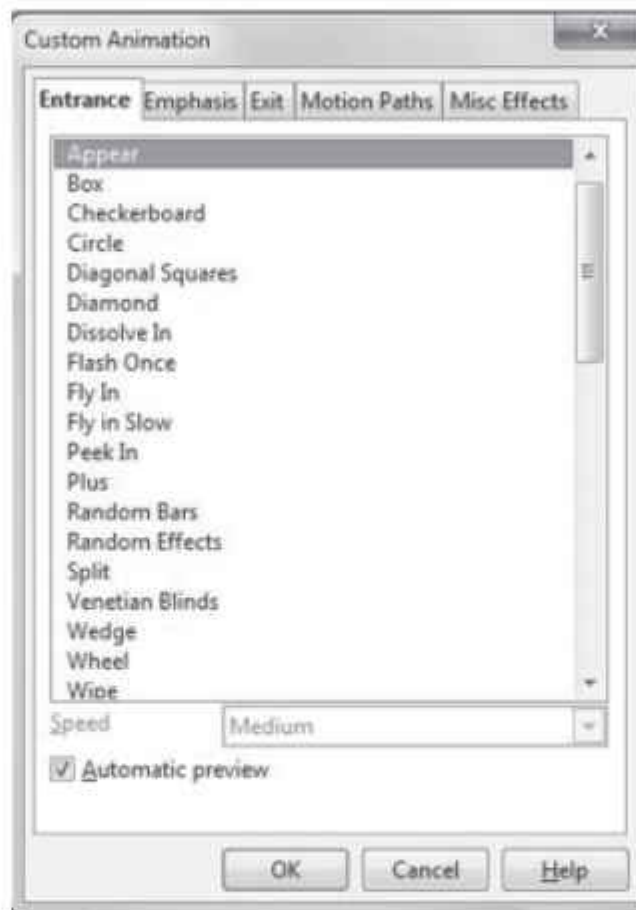 Custom Animation
Entrance Emphasis Exit Motion Paths Misc Effects
Appear
Box
Checkerboard
Circle
Diagonal Squares
Diamond
Dissolve In
Flash Once
Fly In
Fly in Slow
Peek In
Plus
Random Bars
Random Effects
Split
Venetian Blinds
Wedge
Wheel
Wipe
Speed Medium
Automatic preview
OK Cancel Help